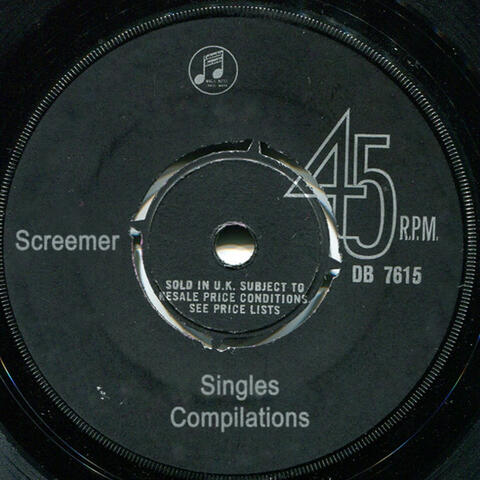 45
R.P.M.
Screemer
DB 7615
SOLD IN U.K. SUBJECT TO
RESALE PRICE CONDITIONS
SEE PRICE LISTS
Singles
Compilations